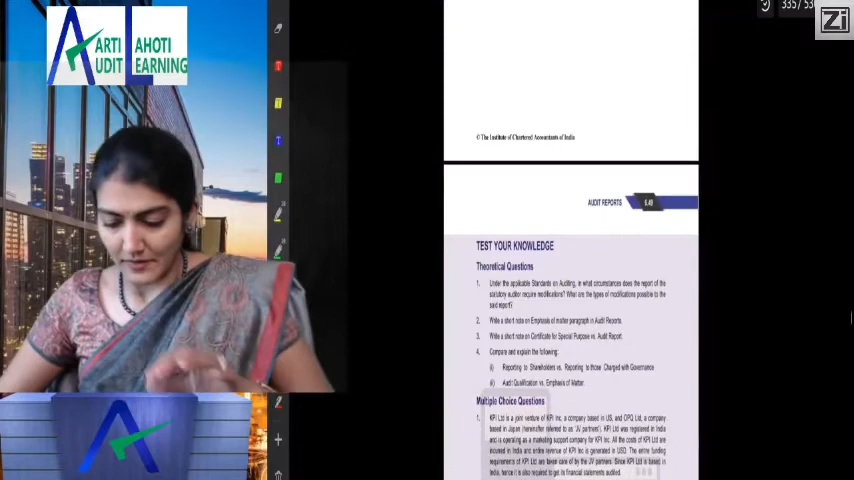 ARTI LAHOTI
AUDIT LEARNING
335 / 53
Zi
© The Institute of Chartered Accountants of India
AUDIT REPORTS 6.49
TEST YOUR KNOWLEDGE
Theoretical Questions
1. Under the applicable Standards on Auditing, in what circumstances does the report of the
statutory auditor require modifications? What are the types of modifications possible to the
said report?
2. Write a short note on Emphasis of matter paragraph in Audit Reports.
3. Write a short note on Certificate for Special Purpose vs. Audit Report.
4. Compare and explain the following:
(i) Reporting to Shareholders vs. Reporting to those Charged with Governance
(ii) Audit Qualification vs. Emphasis of Matter.
Multiple Choice Questions
1. KPI Ltd is a joint venture of KPI Inc, a company based in US, and OPQ Ltd, a company
based in Japan (hereinafter referred to as "JV partners"). KPI Ltd was registered in India
and is operating as a marketing support company for KPI Inc. All the costs of KPI Ltd are
incurred in India and entire revenue of KPI Inc is generated in USD. The entire funding
requirements of KPI Ltd are taken care of by the JV partners. Since KPI Ltd is based in
India, hence it is also required to get its financial statements audited.